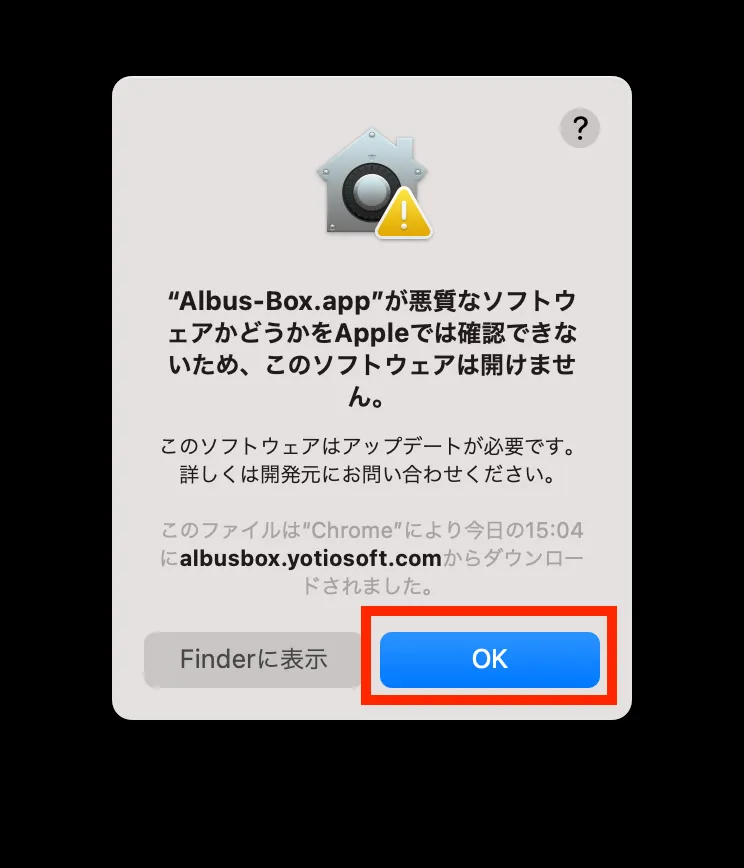 ?
“Albus-Box.app”が悪質なソフトウ
ェアかどうかをAppleでは確認できな
いため、このソフトウェアは開けませ
ん。
このソフトウェアはアップデートが必要です。
詳しくは開発元にお問い合わせください。
このファイルは“Chrome”により今日の15:04
にalbusbox.yotiosoft.comからダウンロー
ドされました。
Finderに表示
OK